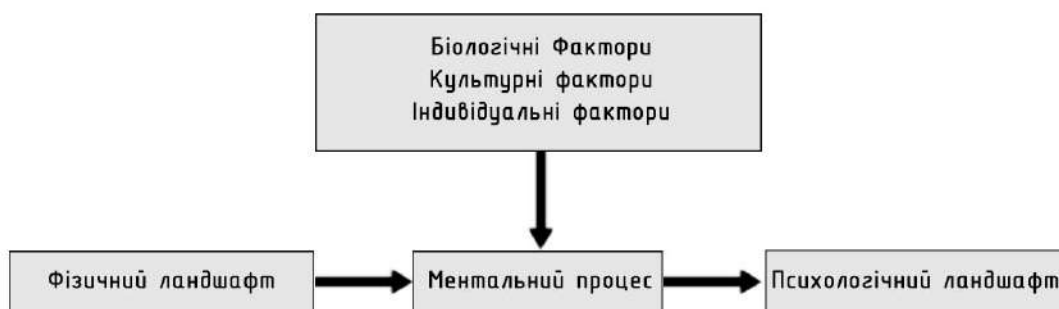 Біологічні Фактори
Культурні фактори
Індивідуальні фактори
Фізичний ландшафт
Ментальний процес
Психологічний ландшафт